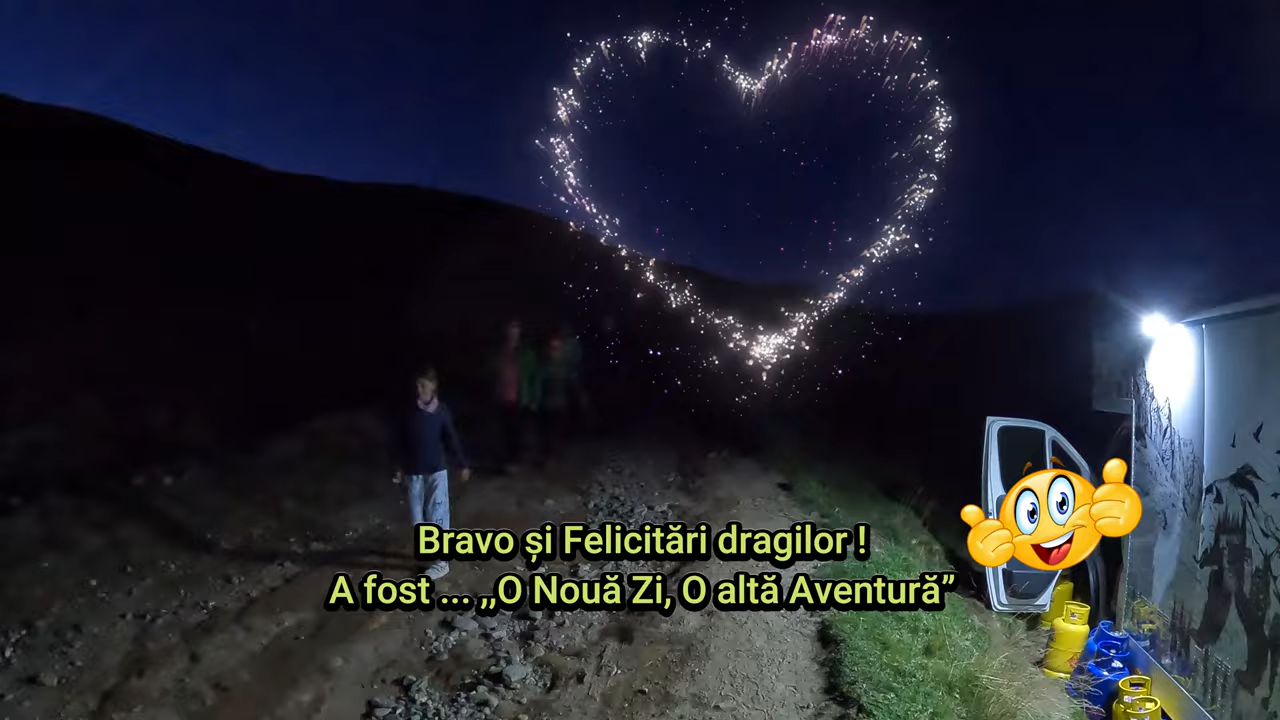 Bravo și Felicitări dragilor !
A fost ... ,,O Nouă Zi, O altă Aventură”